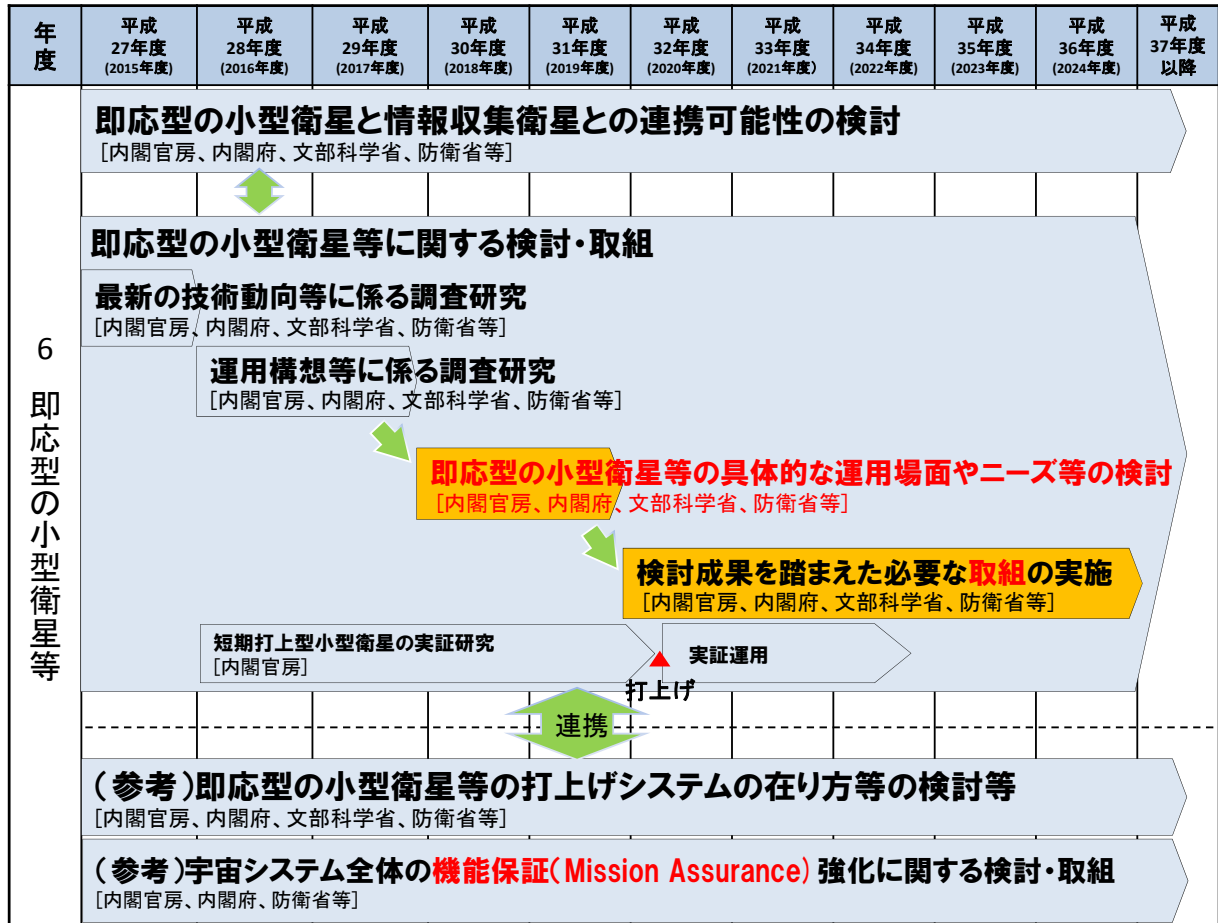 年度
平成
27年度
(2015年度)
平成
28年度
(2016年度)
平成
29年度
(2017年度)
平成
30年度
(2018年度)
平成
31年度
(2019年度)
平成
32年度
(2020年度)
平成
33年度
(2021年度)
平成
34年度
(2022年度)
平成
35年度
(2023年度)
平成
36年度
(2024年度)
平成
37年度
以降
6 即応型の小型衛星等
即応型の小型衛星と情報収集衛星との連携可能性の検討
[内閣官房、内閣府、文部科学省、防衛省等]
即応型の小型衛星等に関する検討・取組
最新の技術動向等に係る調査研究
[内閣官房、内閣府、文部科学省、防衛省等]
運用構想等に係る調査研究
[内閣官房、内閣府、文部科学省、防衛省等]
即応型の小型衛星等の具体的な運用場面やニーズ等の検討
[内閣官房、内閣府、文部科学省、防衛省等]
検討成果を踏まえた必要な取組の実施
[内閣官房、内閣府、文部科学省、防衛省等]
短期打上型小型衛星の実証研究
[内閣官房]
実証運用
打上げ
連携
(参考)即応型の小型衛星等の打上げシステムの在り方等の検討等
[内閣官房、内閣府、文部科学省、防衛省等]
(参考)宇宙システム全体の機能保証(Mission Assurance)強化に関する検討・取組
[内閣官房、内閣府、防衛省等]